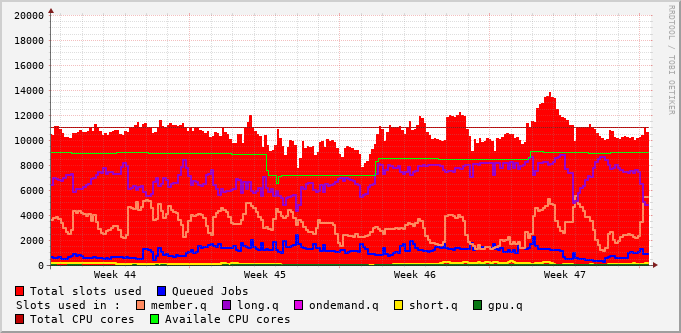 RRDTOOL / TOBI OETIKER
20000
18000
16000
14000
12000
10000
8000
6000
4000
2000
0
Week 44 Week 45 Week 46 Week 47
Total slots used Queued Jobs
Slots used in : member.q long.q ondemand.q short.q gpu.q
Total CPU cores Availale CPU cores